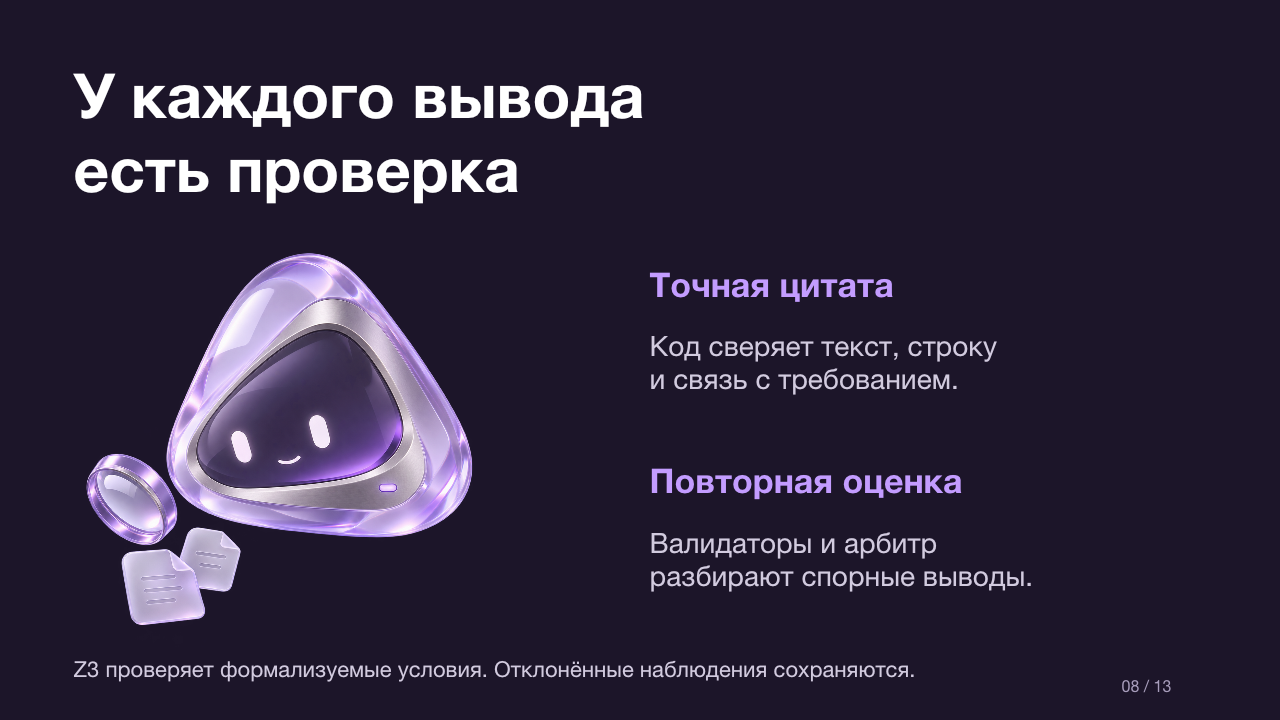 У каждого вывода
есть проверка
Точная цитата
Код сверяет текст, строку
и связь с требованием.
Повторная оценка
Валидаторы и арбитр
разбирают спорные выводы.
Z3 проверяет формализуемые условия. Отклонённые наблюдения сохраняются.
08 / 13